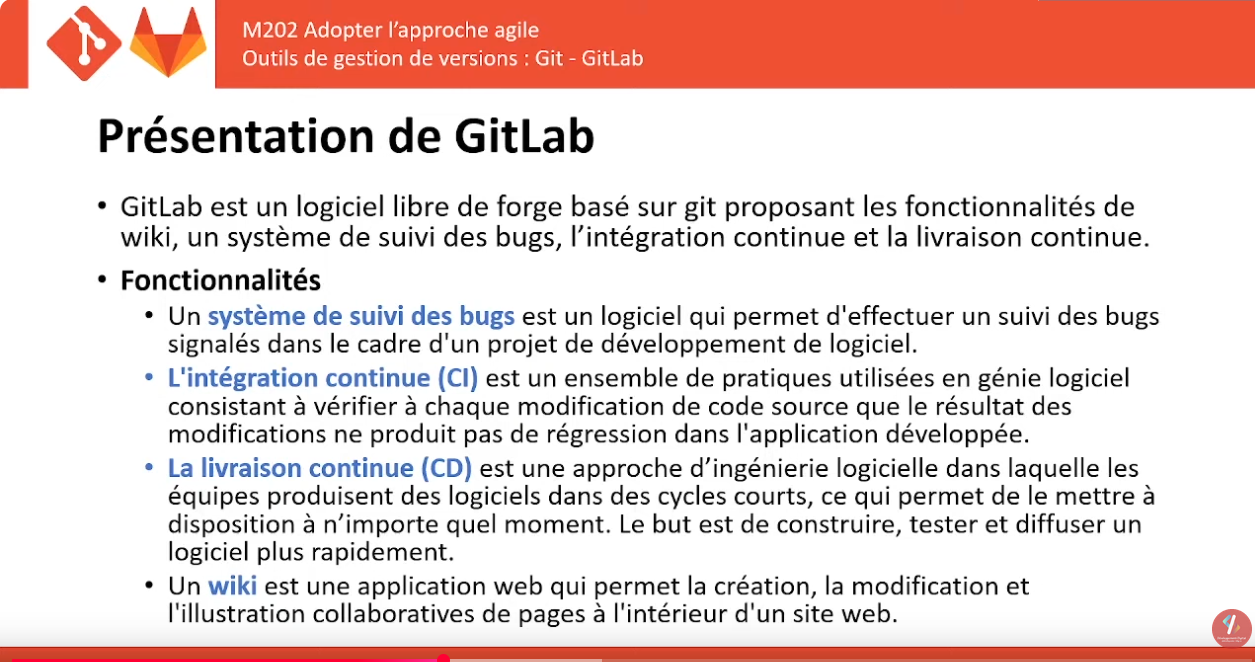 M202 Adopter l’approche agile
Outils de gestion de versions : Git - GitLab
Présentation de GitLab
• GitLab est un logiciel libre de forge basé sur git proposant les fonctionnalités de
wiki, un système de suivi des bugs, l’intégration continue et la livraison continue.
• Fonctionnalités
• Un système de suivi des bugs est un logiciel qui permet d'effectuer un suivi des bugs
signalés dans le cadre d'un projet de développement de logiciel.
• L'intégration continue (CI) est un ensemble de pratiques utilisées en génie logiciel
consistant à vérifier à chaque modification de code source que le résultat des
modifications ne produit pas de régression dans l'application développée.
• La livraison continue (CD) est une approche d’ingénierie logicielle dans laquelle les
équipes produisent des logiciels dans des cycles courts, ce qui permet de le mettre à
disposition à n’importe quel moment. Le but est de construire, tester et diffuser un
logiciel plus rapidement.
• Un wiki est une application web qui permet la création, la modification et
l'illustration collaboratives de pages à l'intérieur d'un site web.